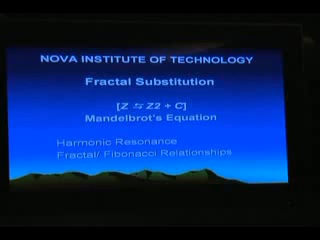 NOVA INSTITUTE OF TECHNOLOGY
Fractal Substitution
[Z ⇆ Z2 + C]
Mandelbrot's Equation
Harmonic Resonance
Fractal/ Fibonacci Relationships